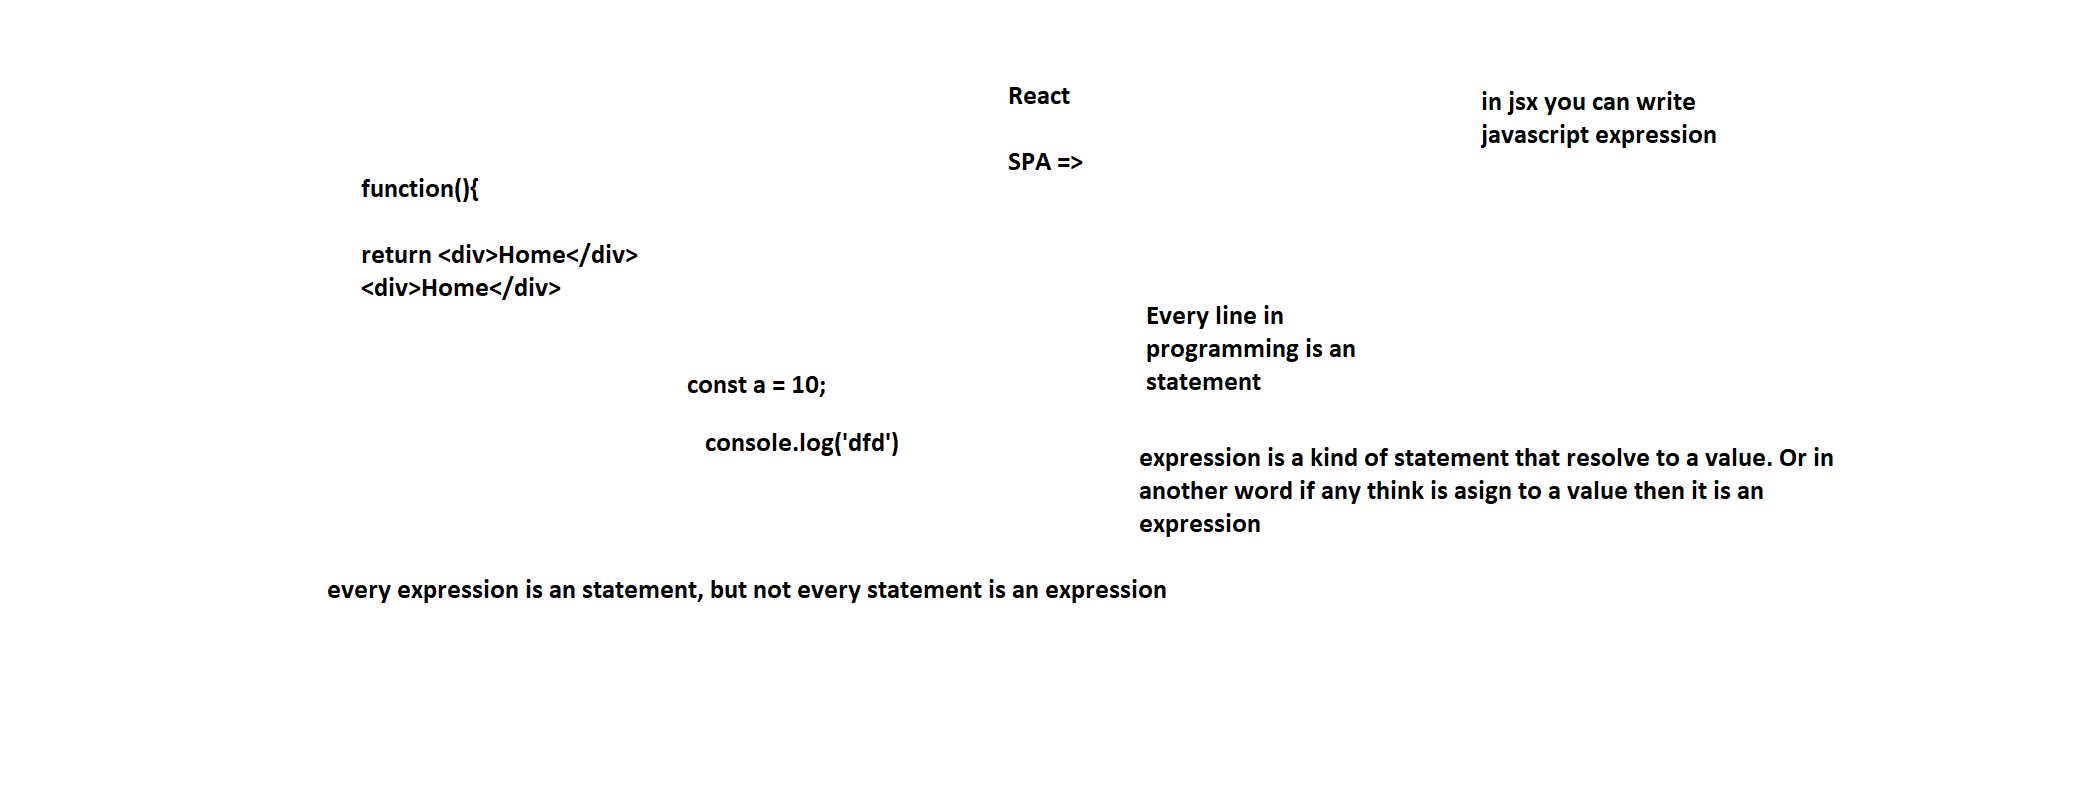 React
SPA =>
in jsx you can write
javascript expression
function(){
return <div>Home</div>
<div>Home</div>
Every line in
programming is an
statement
const a = 10;
console.log('dfd')
expression is a kind of statement that resolve to a value. Or in
another word if any think is asign to a value then it is an
expression
every expression is an statement, but not every statement is an expression